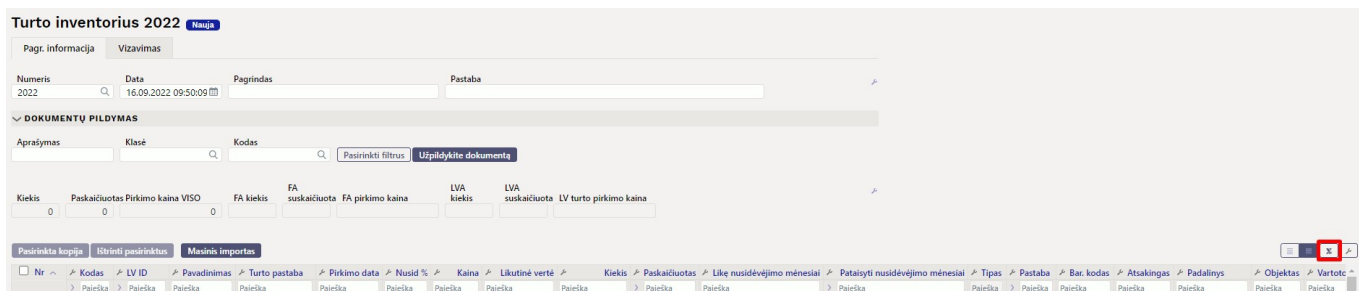 Turto inventorius 2022 Nauja
Pagr. informacija Vizavimas
Numeris Data Pagrindas Pastaba
2022 16.09.2022 09:50:09
DOKUMENTŲ PILDYMAS
Aprašymas Klasė Kodas
Pasirinkti filtrus Užpildykite dokumentą
Kiekis Paskaičiuotas Pirkimo kaina VISO FA kiekis FA suskaičiuota FA pirkimo kaina LVA kiekis LVA suskaičiuota LV turto pirkimo kaina
0 0 0
Pasirinkta kopija Ištrinti pasirinktus Masinis importas
Nr Kodas LV ID Pavadinimas Turto pastaba Pirkimo data Nusid % Kaina Likutinė vertė Kiekis Paskaičiuotas Likę nusidėvėjimo mėnesiai Pataisyti nusidėvėjimo mėnesiai Tipas Pastaba Bar. kodas Atsakingas Padalinys Objektas Vartoto
Paieška Paieška Paieška Paieška Paieška Paieška Paieška Paieška Paieška Paieška Paieška Paieška Paieška Paieška Paieška Paieška Paieška Paieška Paieška